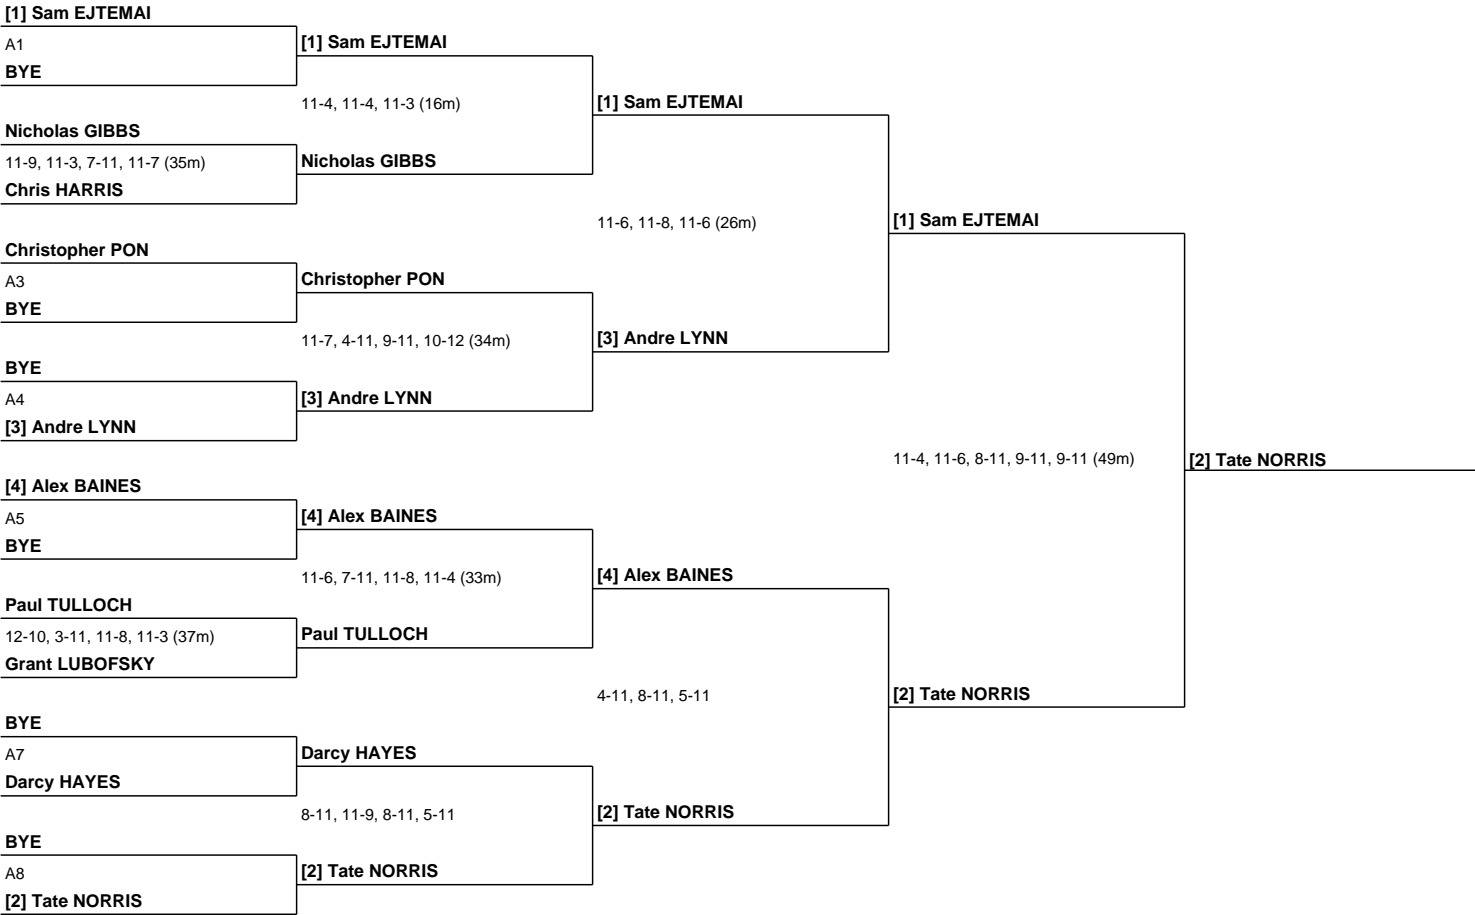 [1] Sam EJTEMAI
A1
BYE
Nicholas GIBBS
11-9, 11-3, 7-11, 11-7 (35m)
Chris HARRIS
Christopher PON
A3
BYE
BYE
A4
[3] Andre LYNN
[4] Alex BAINES
A5
BYE
Paul TULLOCH
12-10, 3-11, 11-8, 11-3 (37m)
Grant LUBOFSKY
BYE
A7
Darcy HAYES
BYE
A8
[2] Tate NORRIS
[1] Sam EJTEMAI
11-4, 11-4, 11-3 (16m)
Nicholas GIBBS
Christopher PON
11-7, 4-11, 9-11, 10-12 (34m)
[3] Andre LYNN
[4] Alex BAINES
11-6, 7-11, 11-8, 11-4 (33m)
Paul TULLOCH
Darcy HAYES
8-11, 11-9, 8-11, 5-11
[2] Tate NORRIS
[1] Sam EJTEMAI
11-6, 11-8, 11-6 (26m)
[3] Andre LYNN
[4] Alex BAINES
4-11, 8-11, 5-11
[2] Tate NORRIS
[1] Sam EJTEMAI
11-4, 11-6, 8-11, 9-11, 9-11 (49m)
[2] Tate NORRIS
[2] Tate NORRIS